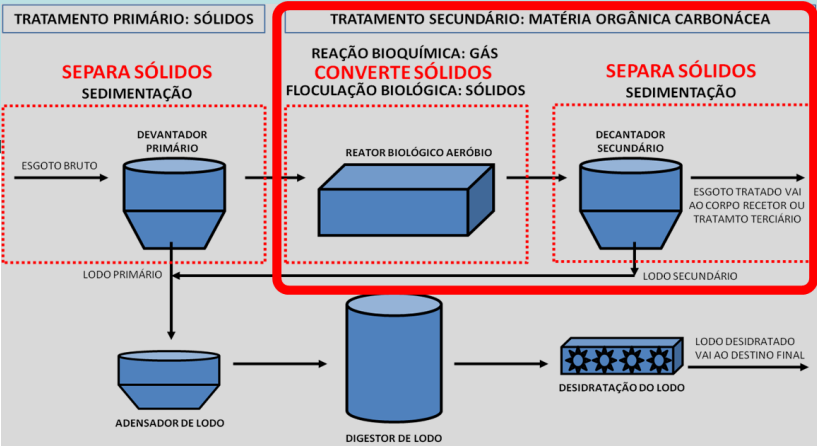 TRATAMENTO PRIMÁRIO: SÓLIDOS
TRATAMENTO SECUNDÁRIO: MATÉRIA ORGÂNICA CARBONÁCEA
SEPARA SÓLIDOS
SEDIMENTAÇÃO
REAÇÃO BIOQUÍMICA: GÁS
CONVERTE SÓLIDOS
FLOCULAÇÃO BIOLÓGICA: SÓLIDOS
SEPARA SÓLIDOS
SEDIMENTAÇÃO
ESGOTO BRUTO
DEVANTADOR
PRIMÁRIO
REATOR BIOLÓGICO AERÓBIO
DECANTADOR
SECUNDÁRIO
ESGOTO TRATADO VAI
AO CORPO RECETOR OU
TRATAMTO TERCIÁRIO
LODO PRIMÁRIO
LODO SECUNDÁRIO
ADENSADOR DE LODO
DIGESTOR DE LODO
DESIDRATAÇÃO DO LODO
LODO DESIDRATADO
VAI AO DESTINO FINAL